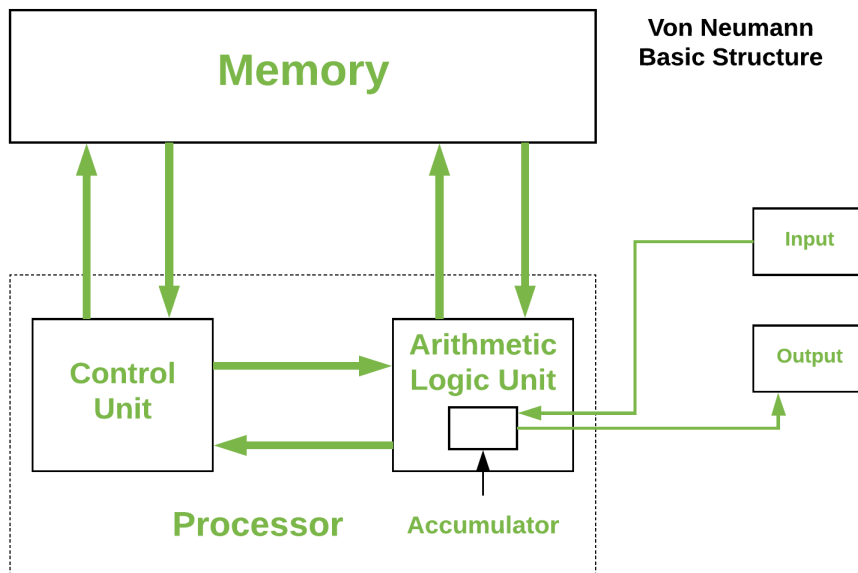 Von Neumann
Basic Structure
Memory
Input
Output
Control
Unit
Arithmetic
Logic Unit
Processor
Accumulator